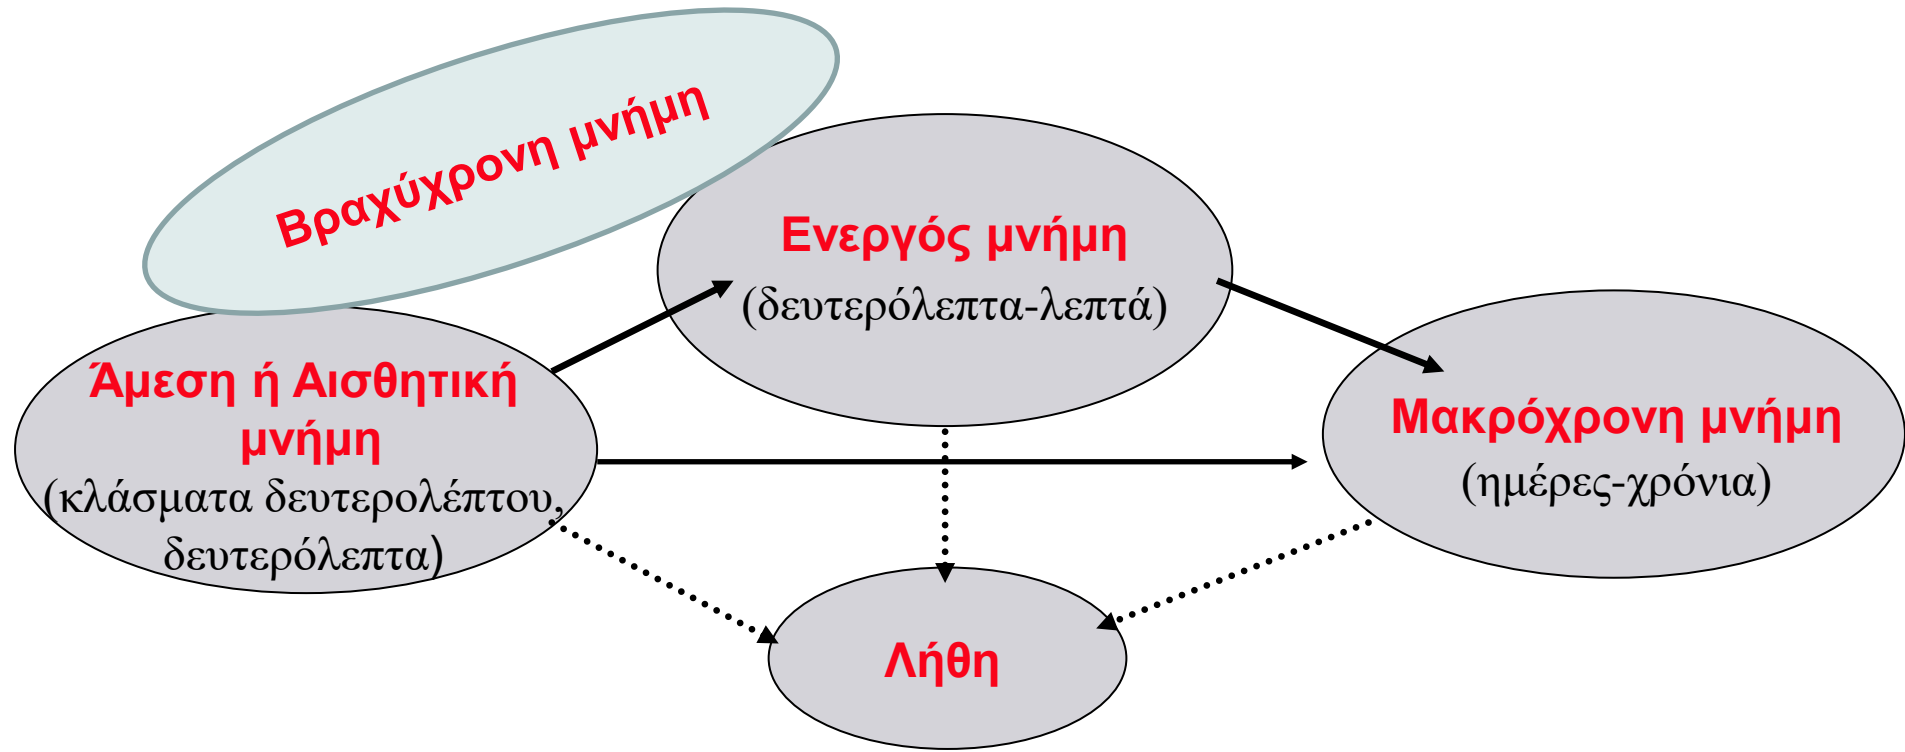 Βραχύχρονη μνήμη
Ενεργός μνήμη
(δευτερόλεπτα-λεπτά)
Άμεση ή Αισθητική
μνήμη
(κλάσματα δευτερολέπτου,
δευτερόλεπτα)
Μακρόχρονη μνήμη
(ημέρες-χρόνια)
Λήθη